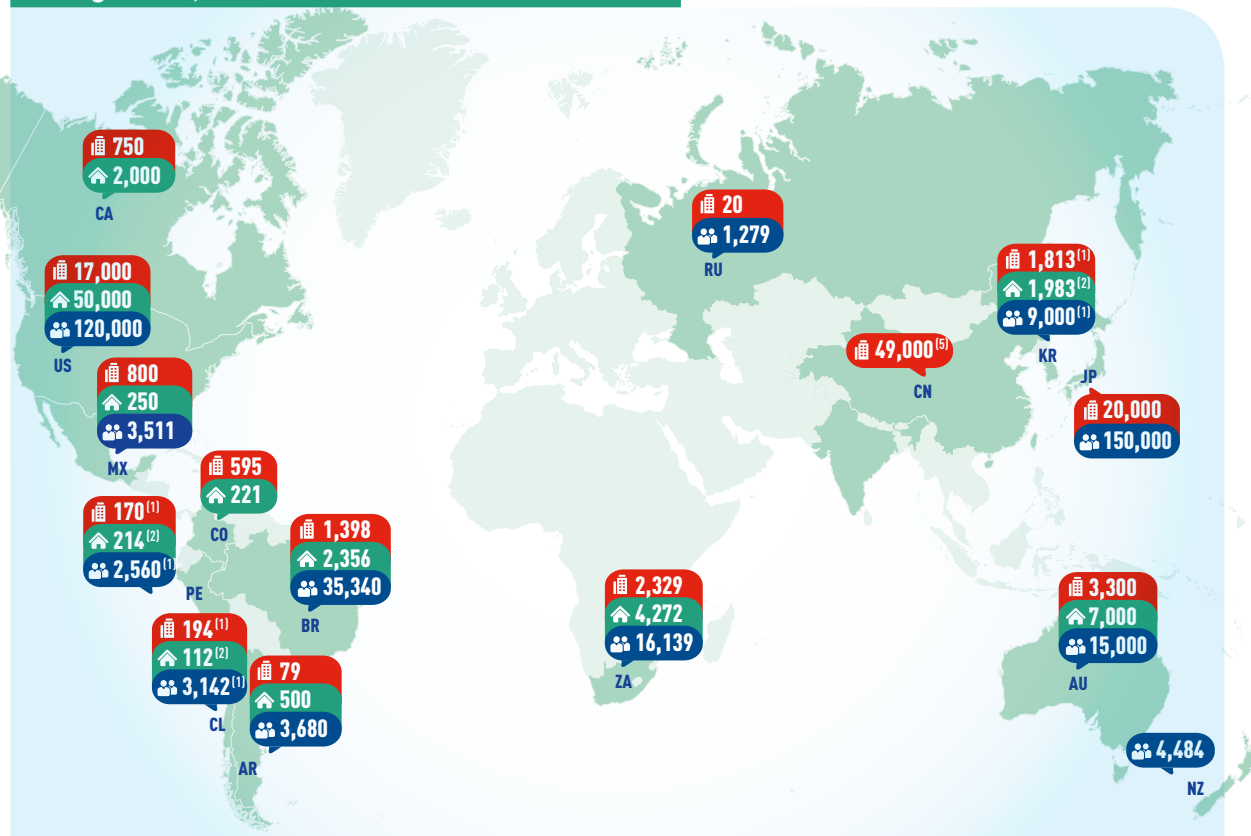 750
2,000
CA
20
1,279
RU
17,000
50,000
120,000
US
1,813(1)
1,983(2)
9,000(1)
KR
49,000(5)
CN
JP
20,000
150,000
800
250
3,511
MX
595
221
CO
170(1)
214(2)
2,560(1)
PE
1,398
2,356
35,340
BR
2,329
4,272
16,139
ZA
3,300
7,000
15,000
AU
194(1)
112(2)
3,142(1)
CL
79
500
3,680
AR
4,484
NZ